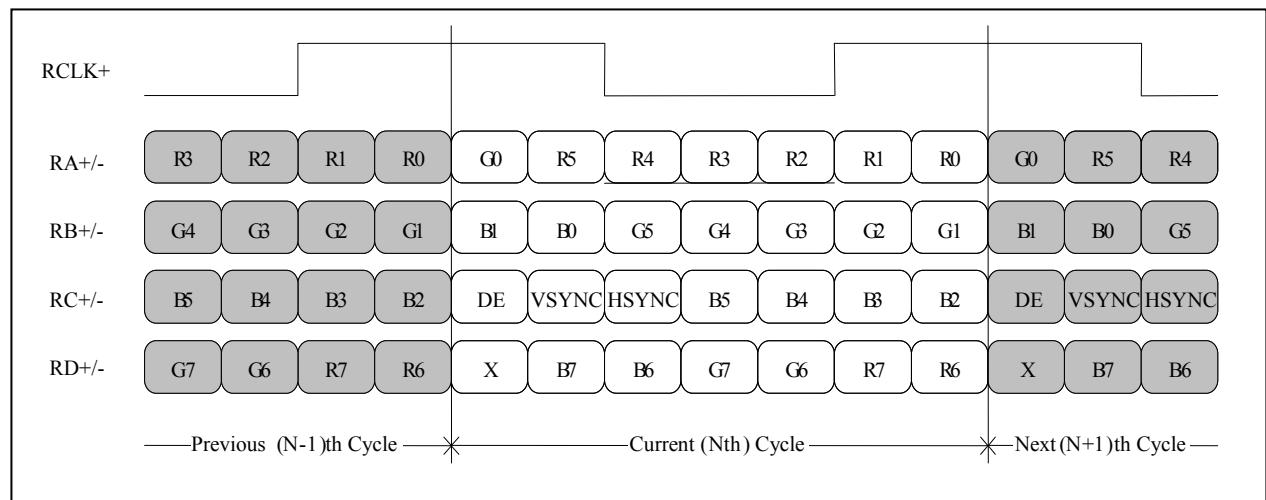 RCLK+
RA+/- R3 R2 R1 R0 G0 R5 R4 R3 R2 R1 R0 G0 R5 R4
RB+/- G4 G3 G2 G1 B1 B0 G5 G4 G3 G2 G1 B1 B0 G5
RC+/- B5 B4 B3 B2 DE VSYNC HSYNC B5 B4 B3 B2 DE VSYNC HSYNC
RD+/- G7 G6 R7 R6 X B7 B6 G7 G6 R7 R6 X B7 B6
Previous (N-1)th Cycle Current (Nth) Cycle Next (N+1)th Cycle